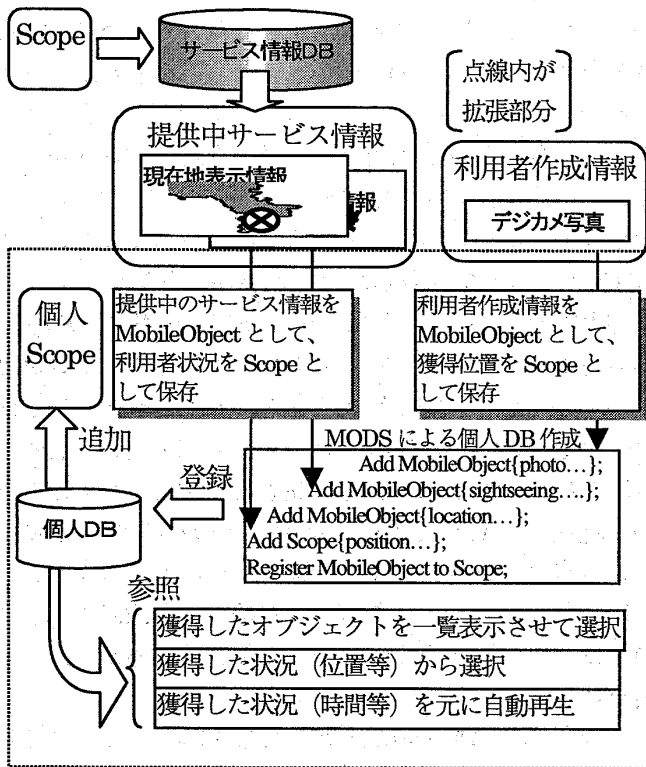 Scope
サービス情報DB
点線内が
拡張部分
提供中サービス情報
現在地表示情報
報
利用者作成情報
デジカメ写真
個人
Scope
提供中のサービス情報を
MobileObject として、
利用者状況を Scope と
して保存
利用者作成情報を
MobileObject として、
獲得位置を Scope と
して保存
追加
MODS による個人DB作成
登録
Add MobileObject{photo…};
Add MobileObject{sightseeing….};
Add MobileObject{location…};
Add Scope{position…};
Register MobileObject to Scope;
個人DB
参照
獲得したオブジェクトを一覧表示させて選択
獲得した状況（位置等）から選択
獲得した状況（時間等）を元に自動再生